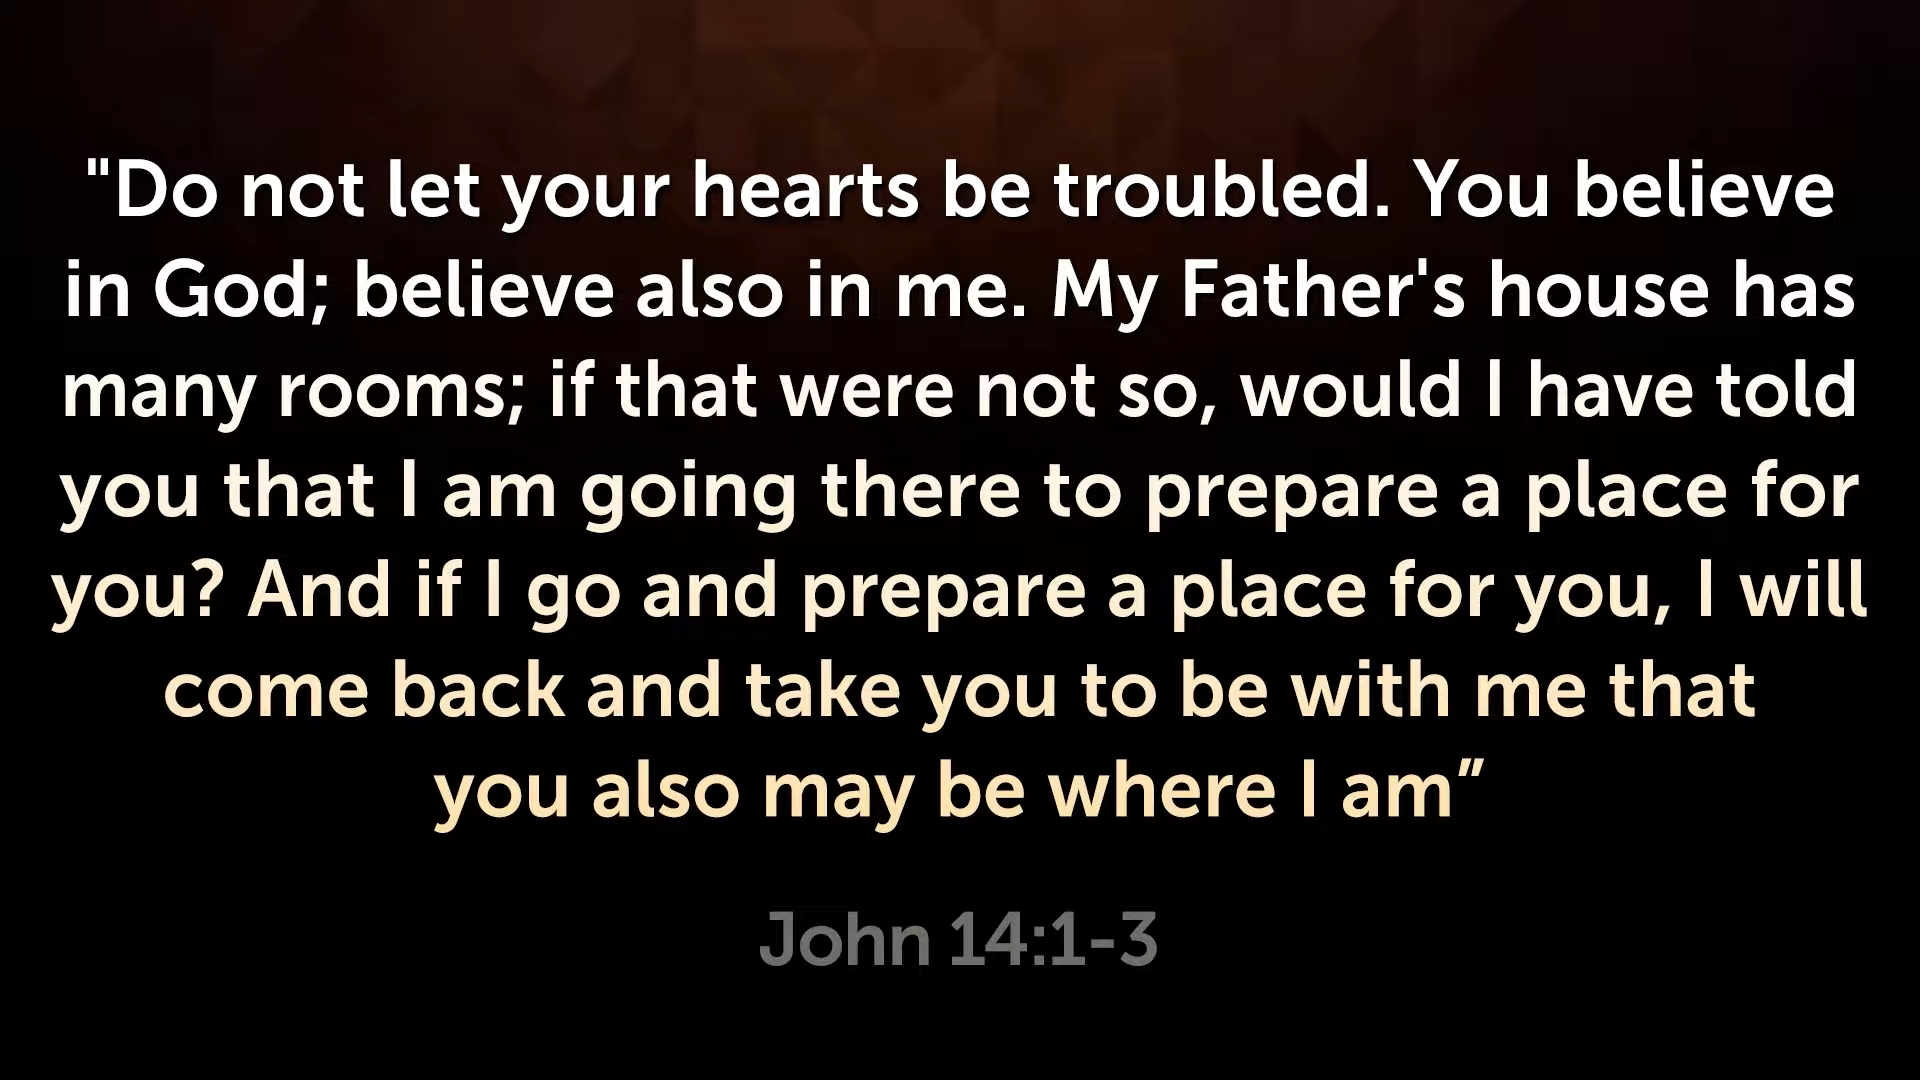 "Do not let your hearts be troubled. You believe
in God; believe also in me. My Father's house has
many rooms; if that were not so, would I have told
you that I am going there to prepare a place for
you? And if I go and prepare a place for you, I will
come back and take you to be with me that
you also may be where I am”
John 14:1-3